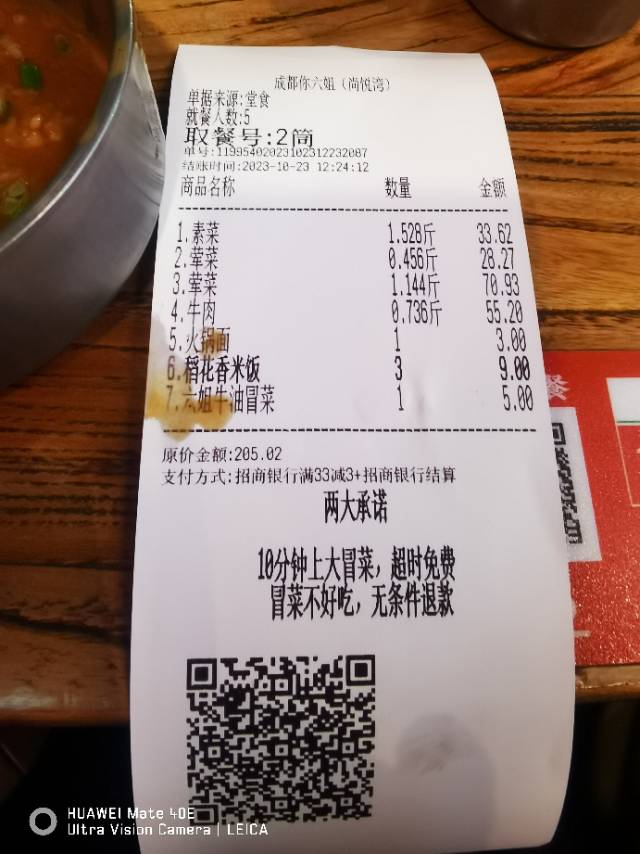 成都你六姐（尚悦湾）
单据来源:堂食
就餐人数:5
取餐号:2筒
单号:11995402023102312232087
结账时间:2023-10-23 12:24:12
商品名称 数量 金额
1.素菜 1.528斤 33.62
2.荤菜 0.456斤 28.27
3.荤菜 1.144斤 70.93
4.牛肉 0.736斤 55.20
5.火锅面 1 3.00
6.稻花香米饭 3 9.00
7.六姐牛油冒菜 1 5.00
原价金额:205.02
支付方式:招商银行满33减3+招商银行结算
两大承诺
10分钟上大冒菜，超时免费
冒菜不好吃，无条件退款
餐
HUAWEI Mate 40E
Ultra Vision Camera | LEICA